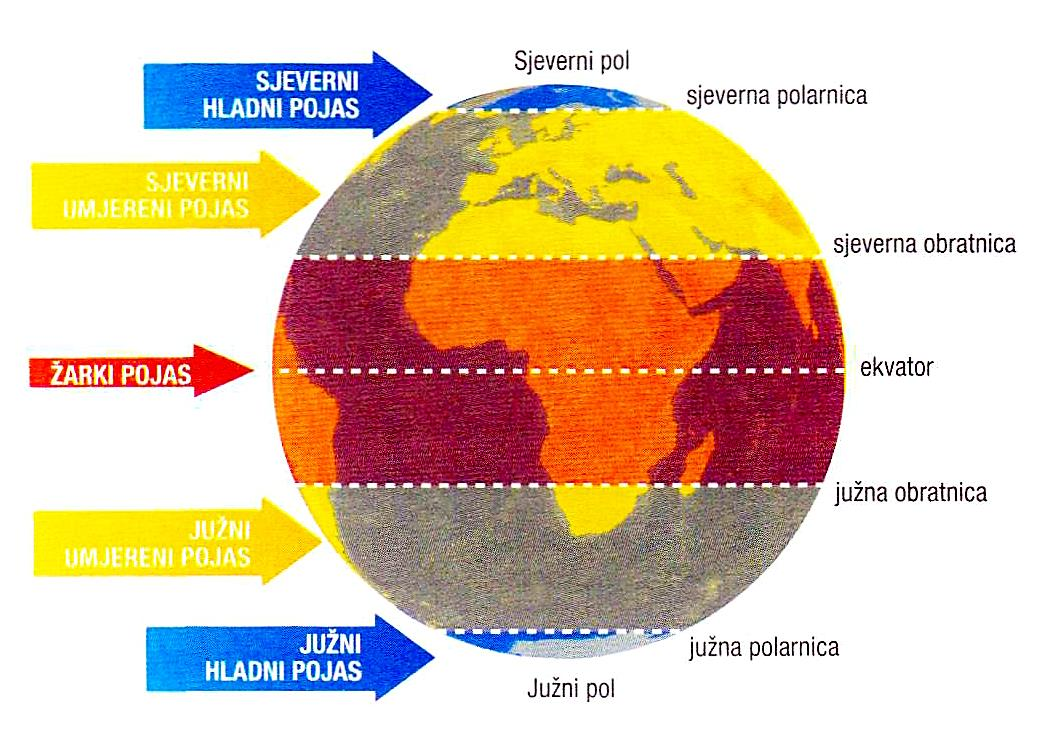 Sjeverni pol
SJEVERNI
HLADNI POJAS
sjeverna polarnica
SJEVERNI
UMJERENI POJAS
sjeverna obratnica
ŽARKI POJAS
ekvator
južna obratnica
JUŽNI
UMJERENI POJAS
JUŽNI
HLADNI POJAS
južna polarnica
Južni pol